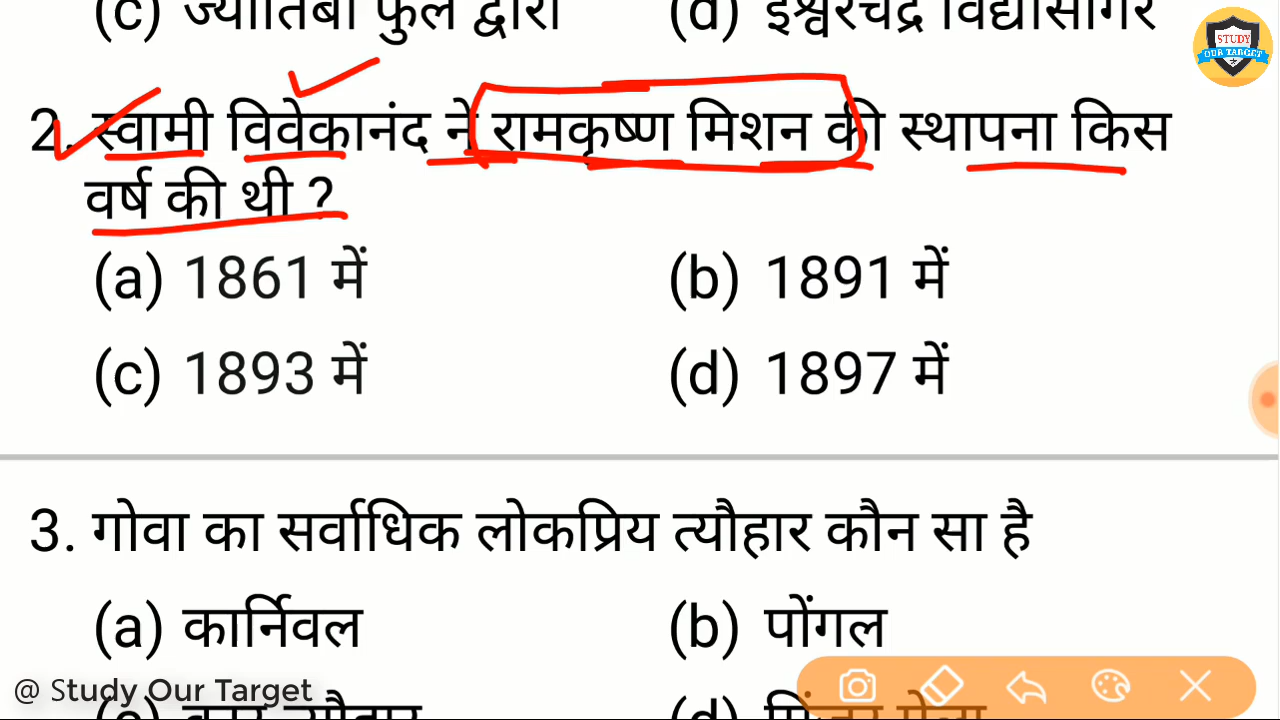 (c) ज्योतिबा फुले द्वारा (d) ईश्वरचंद्र विद्यासागर
STUDY
OUR TARGET
2. स्वामी विवेकानंद ने रामकृष्ण मिशन की स्थापना किस
वर्ष की थी ?
(a) 1861 में (b) 1891 में
(c) 1893 में (d) 1897 में
3. गोवा का सर्वाधिक लोकप्रिय त्यौहार कौन सा है
(a) कार्निवल (b) पोंगल
@ Study Our Target
(c) (d)